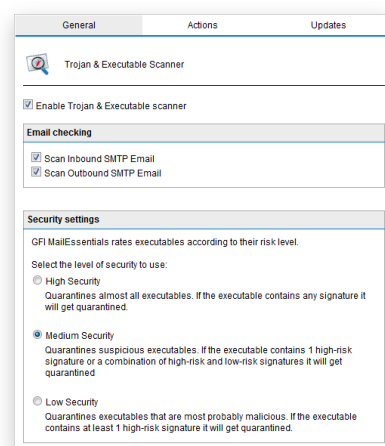 General Actions Updates
Trojan & Executable Scanner
Enable Trojan & Executable scanner
Email checking
Scan Inbound SMTP Email
Scan Outbound SMTP Email
Security settings
GFI MailEssentials rates executables according to their risk level.
Select the level of security to use:
High Security
Quarantines almost all executables. If the executable contains any signature it
will get quarantined.
Medium Security
Quarantines suspicious executables. If the executable contains 1 high-risk
signature or a combination of high-risk and low-risk signatures it will get
quarantined
Low Security
Quarantines executables that are most probably malicious. If the executable
contains at least 1 high-risk signature it will get quarantined.